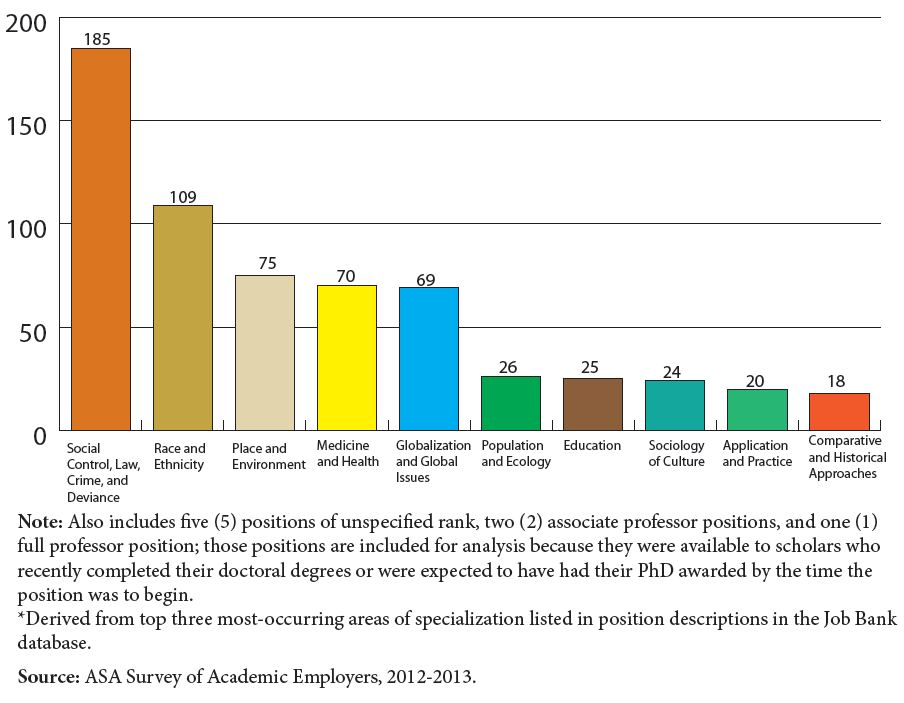 200
185
150
109
100
75
70
69
50
26
25
24
20
18
0
Social
Control, Law,
Crime, and
Deviance
Race and
Ethnicity
Place and
Environment
Medicine
and Health
Globalization
and Global
Issues
Population
and Ecology
Education
Sociology
of Culture
Application
and Practice
Comparative
and Historical
Approaches
Note: Also includes five (5) positions of unspecified rank, two (2) associate professor positions, and one (1)
full professor position; those positions are included for analysis because they were available to scholars who
recently completed their doctoral degrees or were expected to have had their PhD awarded by the time the
position was to begin.
*Derived from top three most-occurring areas of specialization listed in position descriptions in the Job Bank
database.
Source: ASA Survey of Academic Employers, 2012-2013.